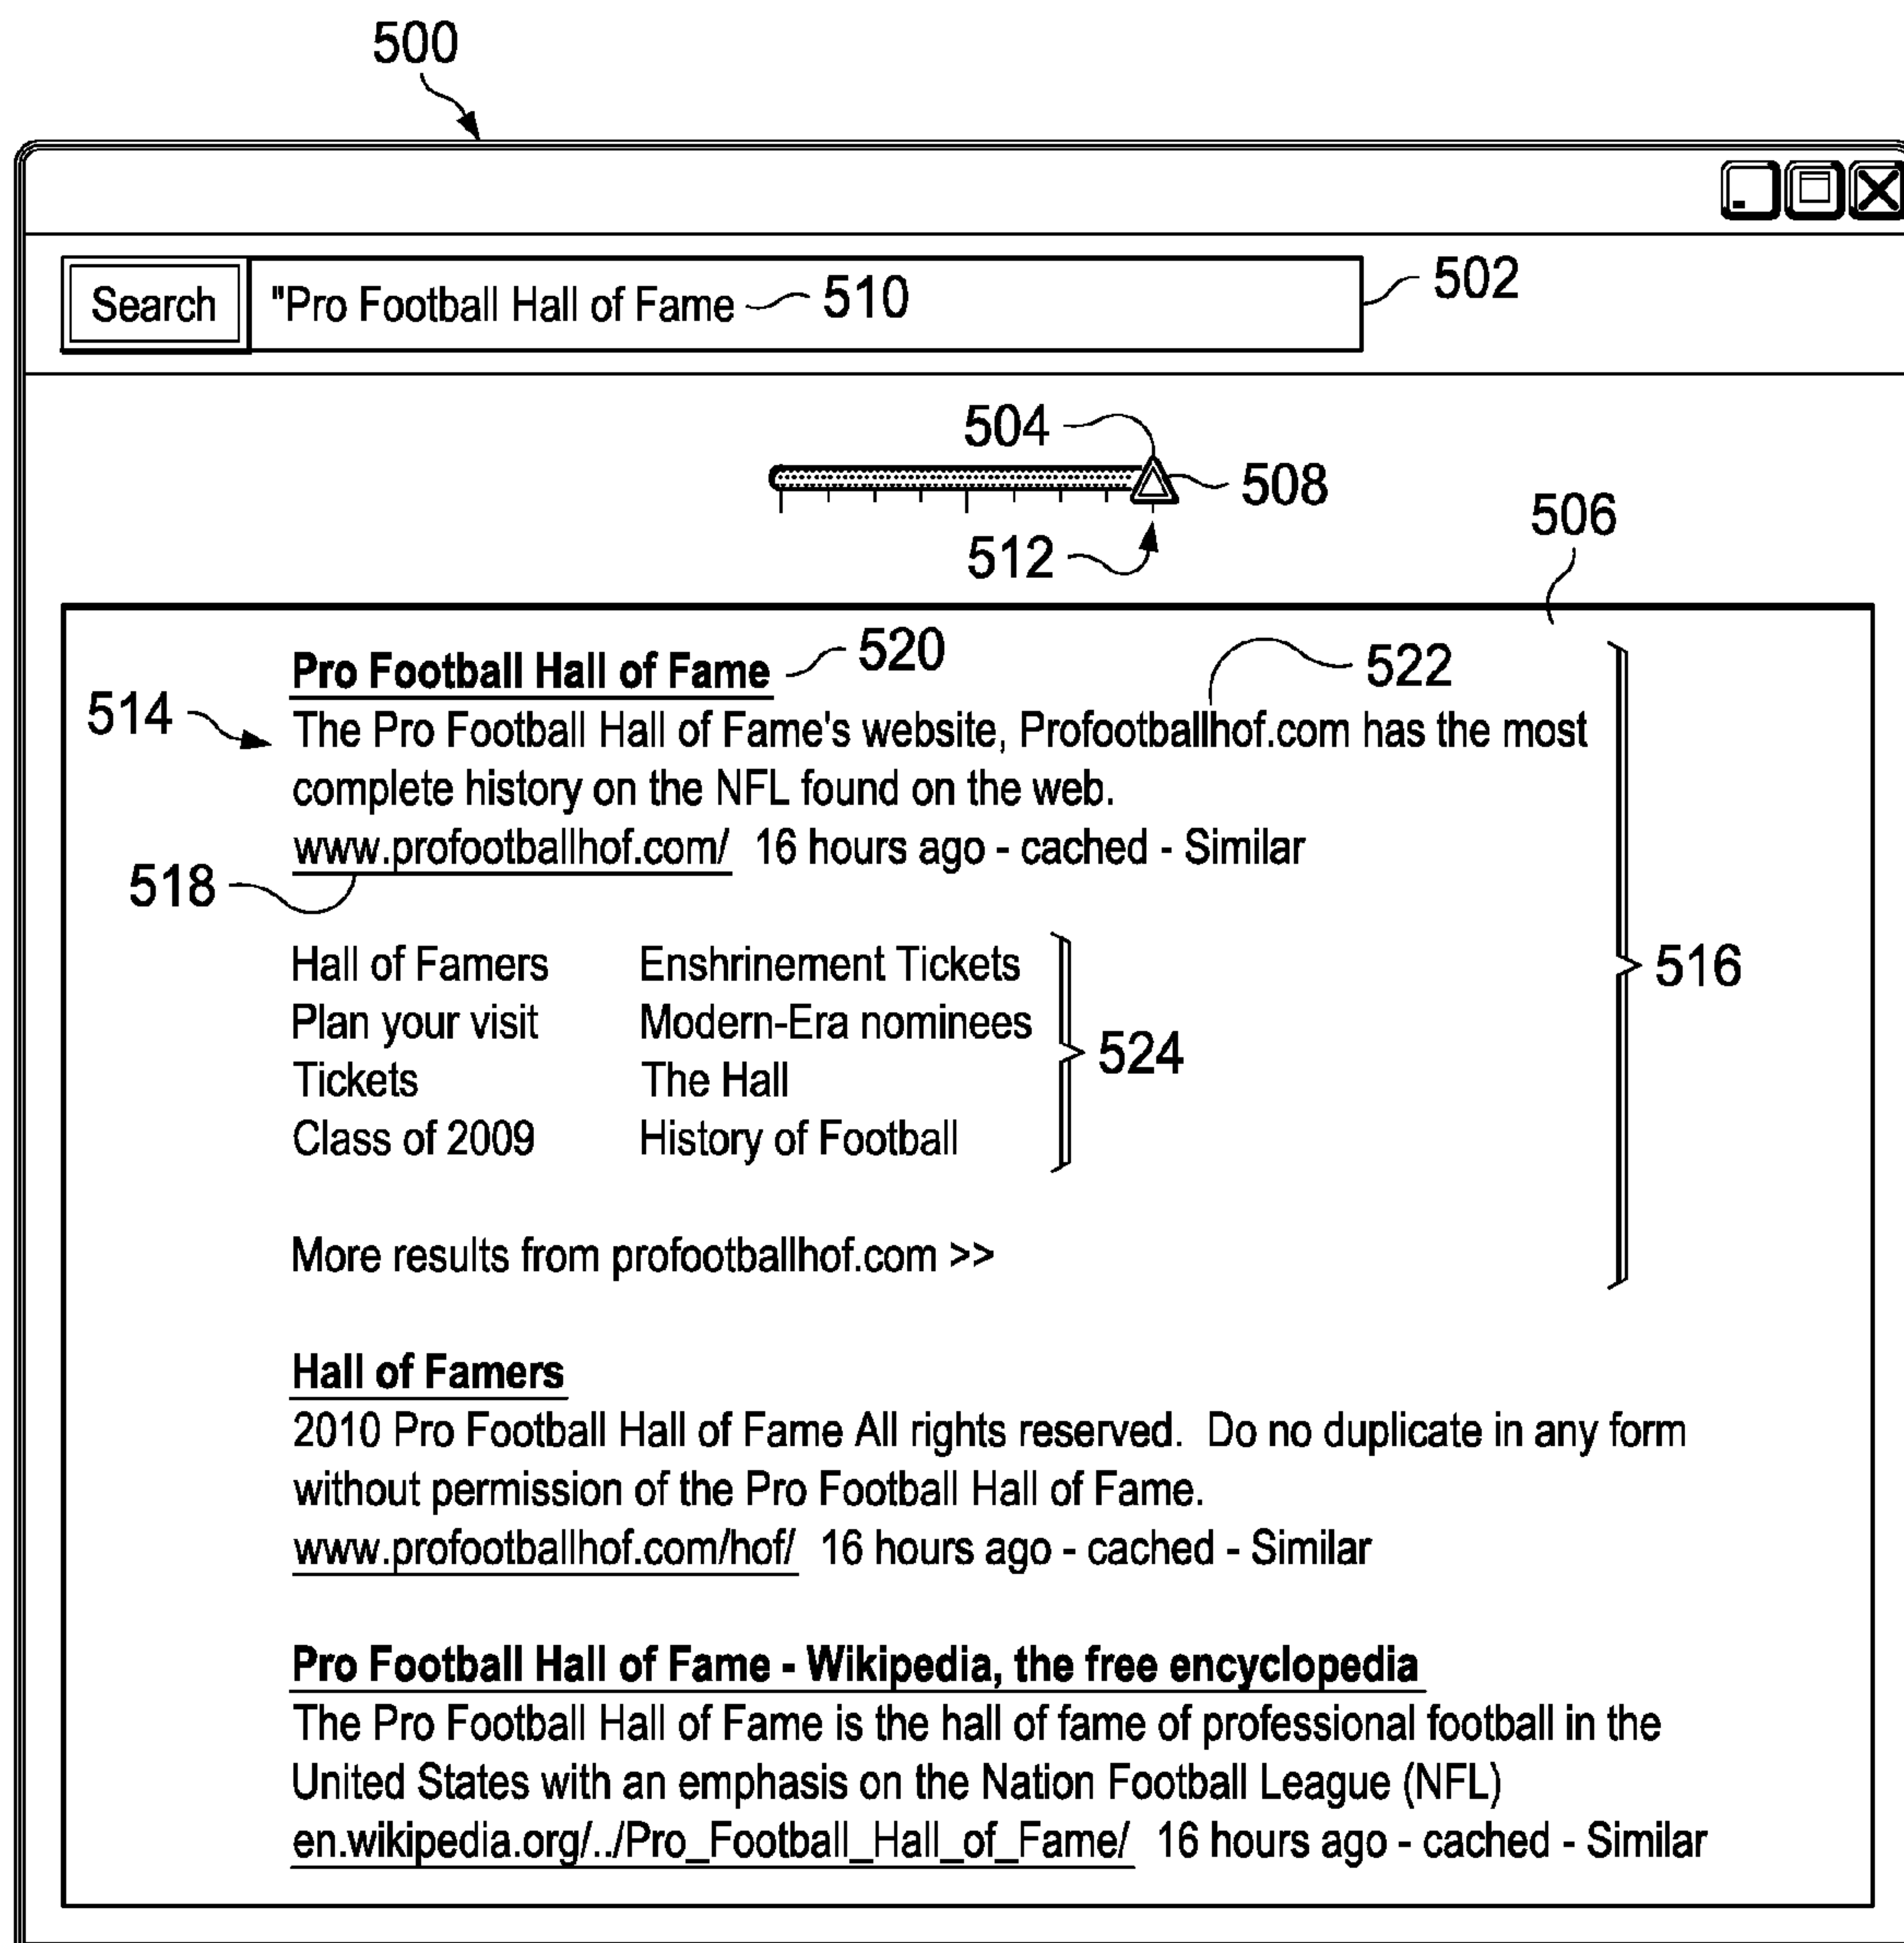 500
Search "Pro Football Hall of Fame 510 502
504
508
512
506
Pro Football Hall of Fame 520 522
514 The Pro Football Hall of Fame's website, Profootballhof.com has the most
complete history on the NFL found on the web.
www.profootballhof.com/ 16 hours ago - cached - Similar
518
Hall of Famers Enshrinement Tickets
516
Plan your visit Modern-Era nominees
524
Tickets The Hall
Class of 2009 History of Football
More results from profootballhof.com >>
Hall of Famers
2010 Pro Football Hall of Fame All rights reserved. Do no duplicate in any form
without permission of the Pro Football Hall of Fame.
www.profootballhof.com/hof/ 16 hours ago - cached - Similar
Pro Football Hall of Fame - Wikipedia, the free encyclopedia
The Pro Football Hall of Fame is the hall of fame of professional football in the
United States with an emphasis on the Nation Football League (NFL)
en.wikipedia.org/../Pro_Football_Hall_of_Fame/ 16 hours ago - cached - Similar